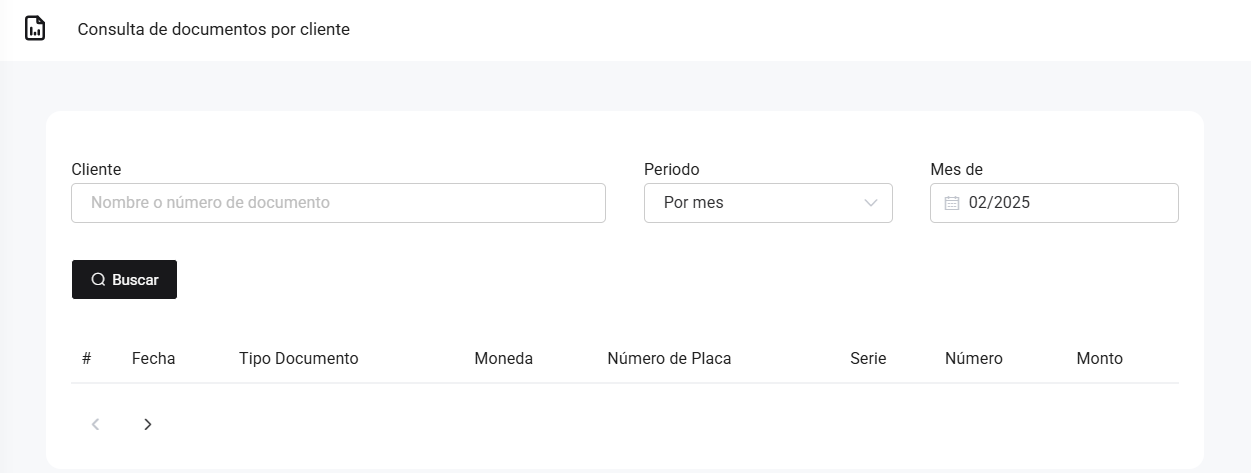 Consulta de documentos por cliente
Cliente
Periodo
Mes de
Nombre o número de documento
Por mes
02/2025
Buscar
# Fecha Tipo Documento Moneda Número de Placa Serie Número Monto